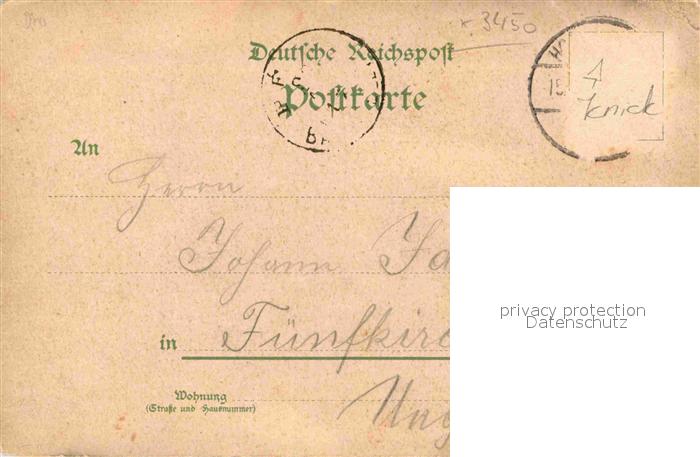 * 3450
Deutsche Reichspost
Postkarte
4
Knick
An
Herrn
Johann
in Fünfkirc
Wohnung
(Straße und Hausnummer)
Ung
privacy protection
Datenschutz